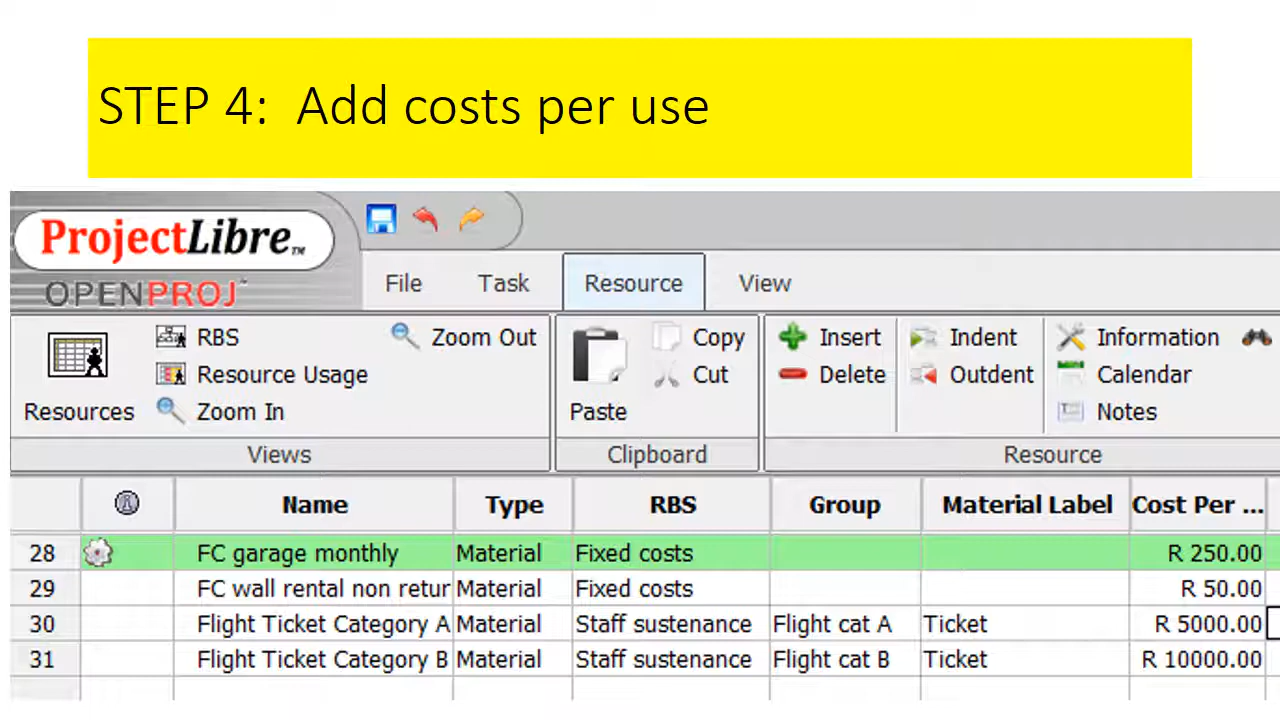 STEP 4: Add costs per use
ProjectLibre™
OPENPROJ™
File Task Resource View
RBS Zoom Out Copy Insert Indent Information
Resource Usage Cut Delete Outdent Calendar
Resources Zoom In Paste Notes
Views Clipboard Resource
Name Type RBS Group Material Label Cost Per ...
28 FC garage monthly Material Fixed costs R 250.00
29 FC wall rental non retur Material Fixed costs R 50.00
30 Flight Ticket Category A Material Staff sustenance Flight cat A Ticket R 5000.00
31 Flight Ticket Category B Material Staff sustenance Flight cat B Ticket R 10000.00